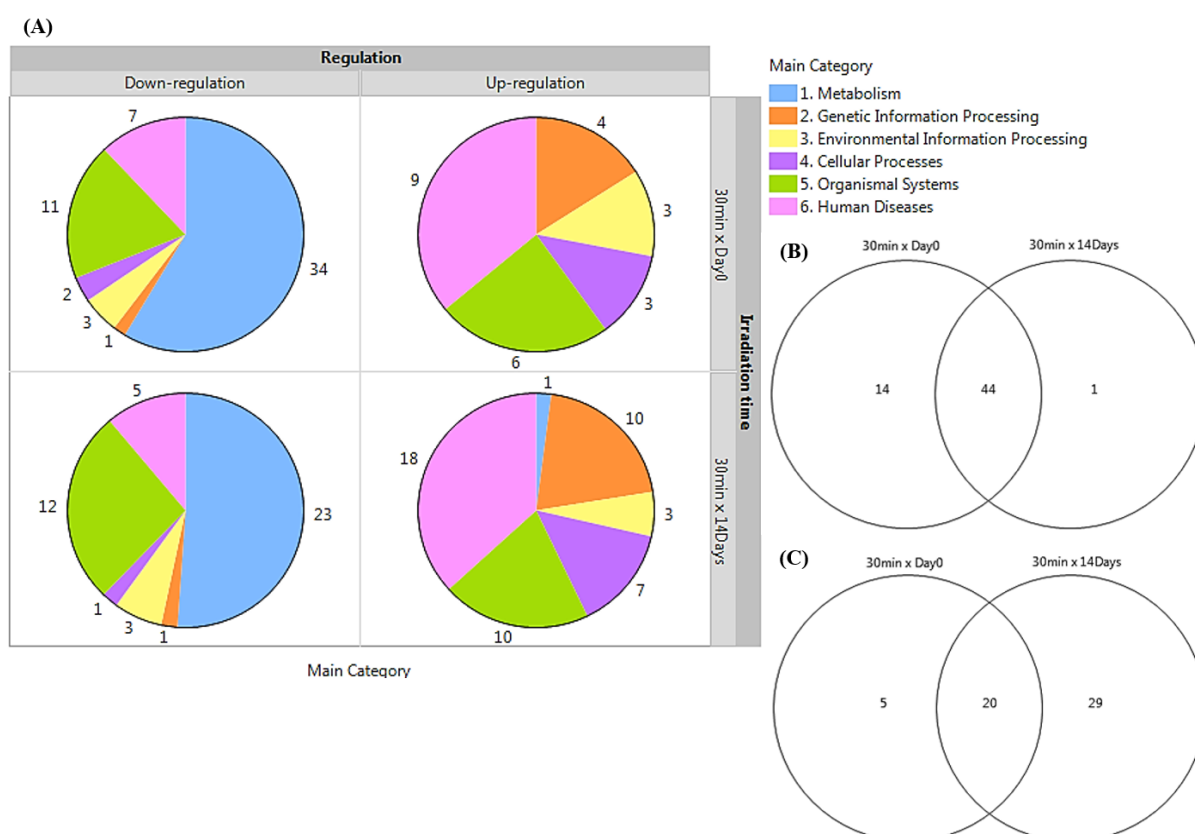 (A)
Regulation
Down-regulation
Up-regulation
7
11
2
3
1
34
4
9
3
3
6
30min x Day0
5
12
1
3
1
23
1
10
18
3
7
10
30min x 14Days
Irradiation time
Main Category
Main Category
1. Metabolism
2. Genetic Information Processing
3. Environmental Information Processing
4. Cellular Processes
5. Organismal Systems
6. Human Diseases
(B)
30min x Day0
30min x 14Days
14
44
1
(C)
30min x Day0
30min x 14Days
5
20
29